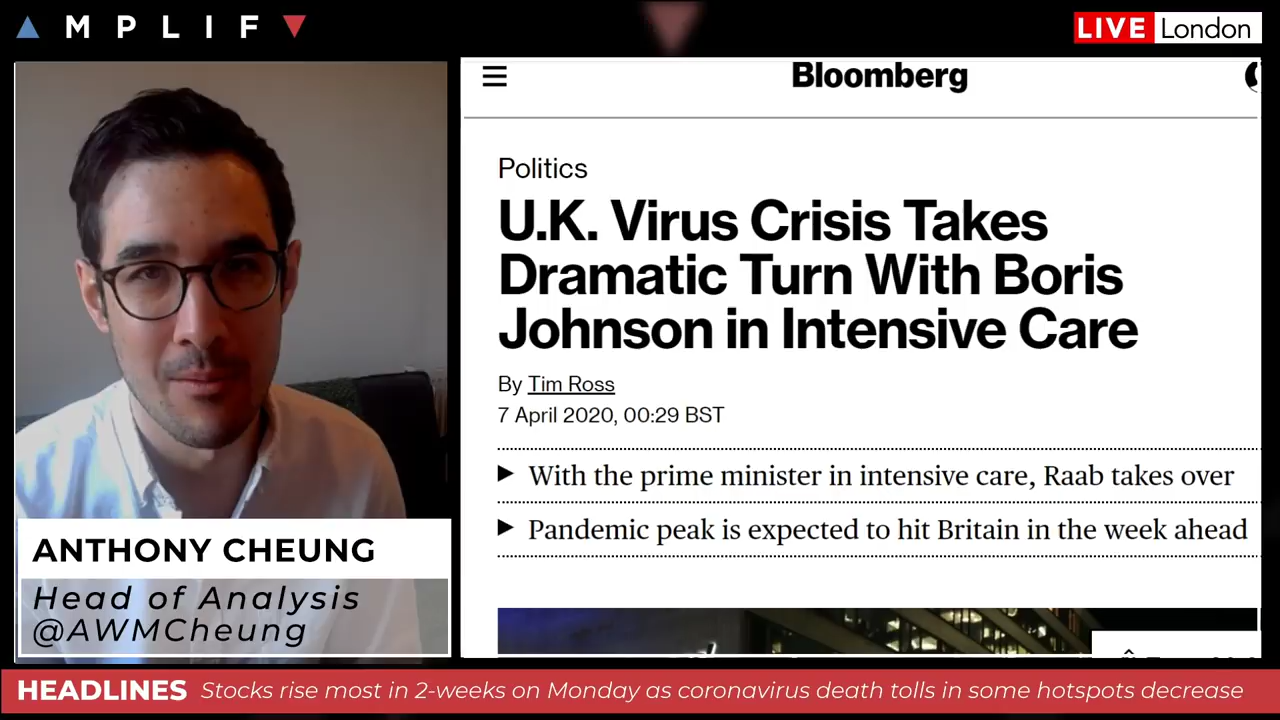 AMPLIFY
LIVE London
Bloomberg
Politics
U.K. Virus Crisis Takes
Dramatic Turn With Boris
Johnson in Intensive Care
By Tim Ross
7 April 2020, 00:29 BST
With the prime minister in intensive care, Raab takes over
Pandemic peak is expected to hit Britain in the week ahead
ANTHONY CHEUNG
Head of Analysis
@AWMCheung
HEADLINES Stocks rise most in 2-weeks on Monday as coronavirus death tolls in some hotspots decrease